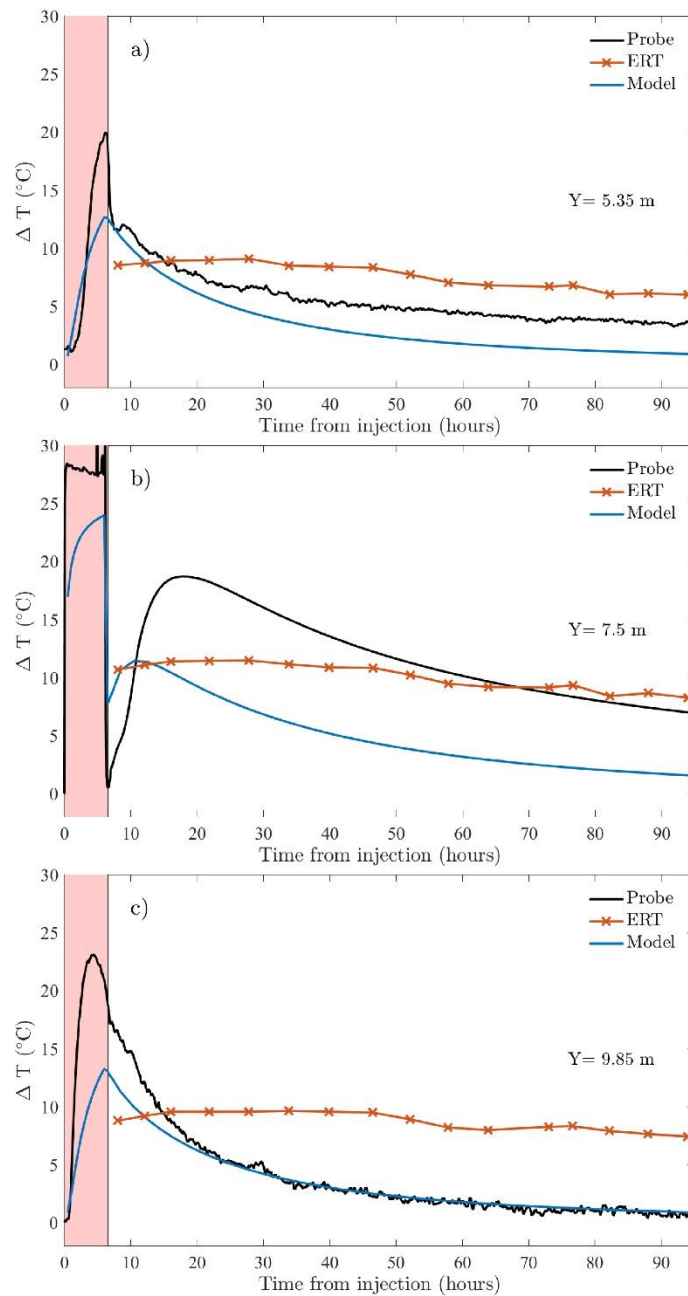 30
a)
Probe
25
ERT
Model
20
Δ T (°C)
15
Y= 5.35 m
10
5
0
0 10 20 30 40 50 60 70 80 90
Time from injection (hours)
30
b)
Probe
25
ERT
Model
20
Δ T (°C)
15
Y= 7.5 m
10
5
0
0 10 20 30 40 50 60 70 80 90
Time from injection (hours)
30
c)
Probe
25
ERT
Model
20
Δ T (°C)
15
Y= 9.85 m
10
5
0
0 10 20 30 40 50 60 70 80 90
Time from injection (hours)